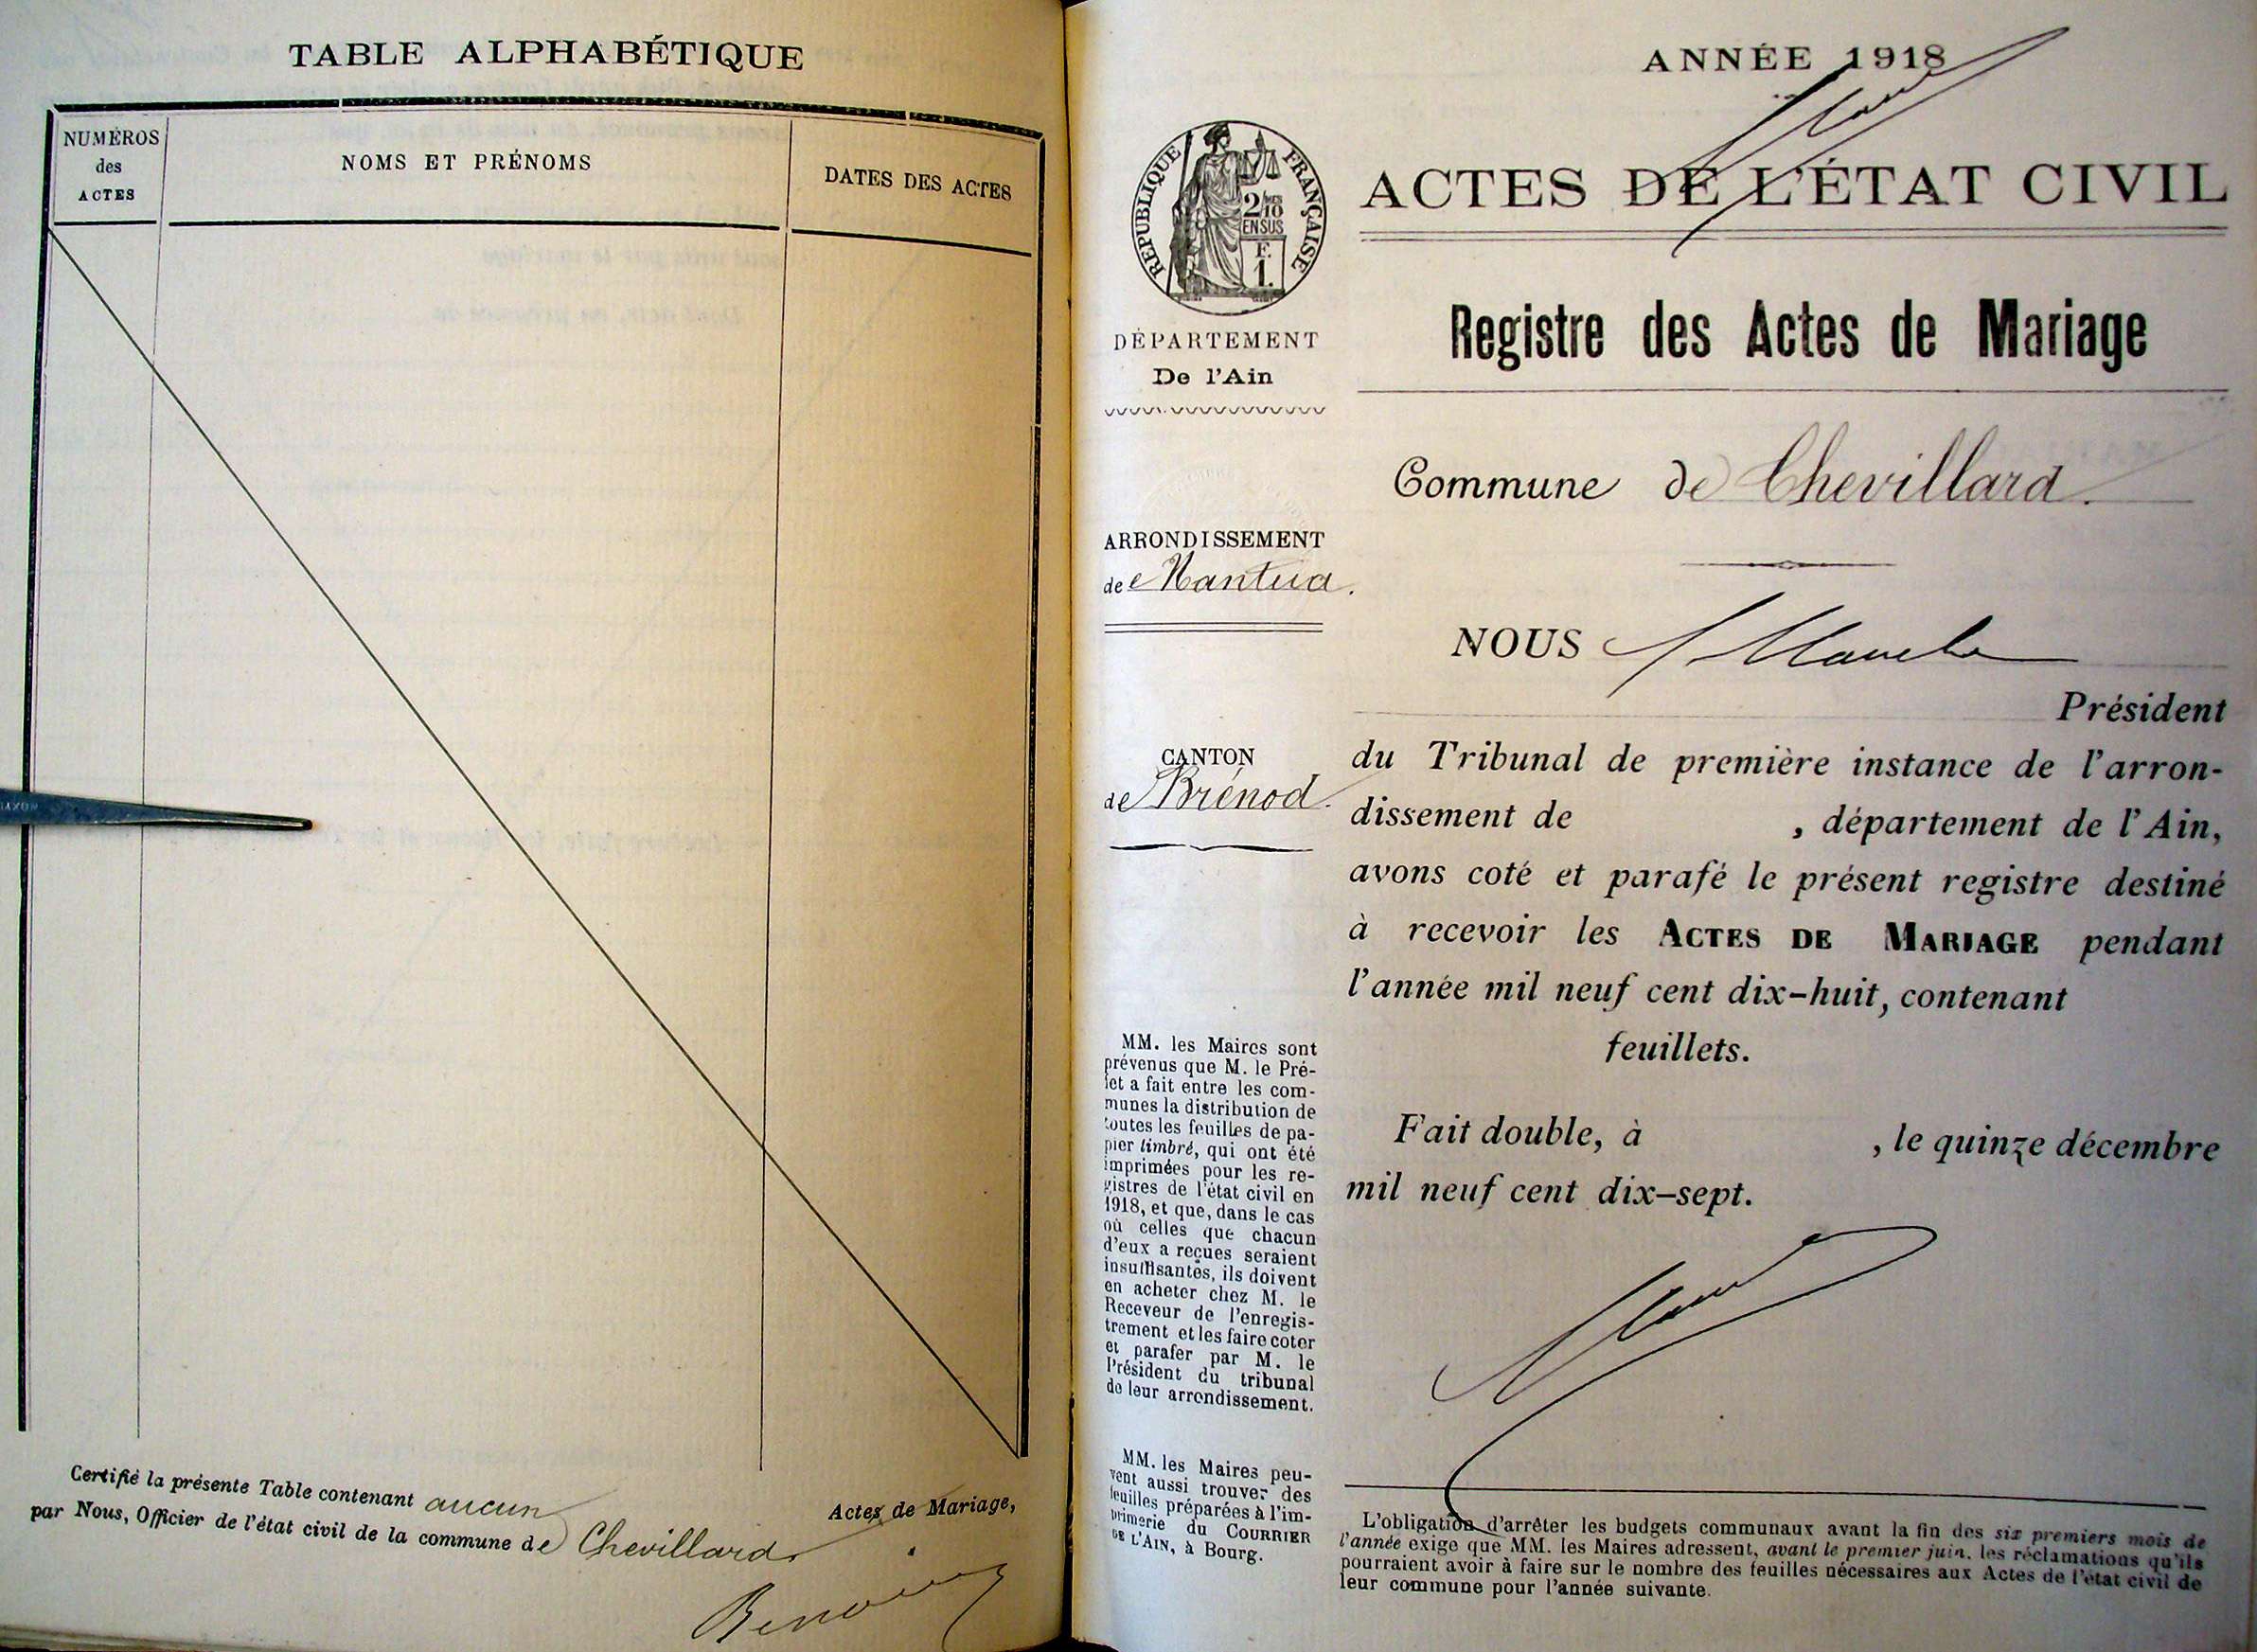 TABLE ALPHABÉTIQUE
NUMÉROS
des
ACTES
NOMS ET PRÉNOMS
DATES DES ACTES
Certifié la présente Table contenant aucun Actes de Mariage,
par Nous, Officier de l'état civil de la commune de Chevillard.
ANNÉE 1918
RÉPUBLIQUE FRANÇAISE
2/10
EN SUS
F.
1.
ACTES DE L'ÉTAT CIVIL
Registre des Actes de Mariage
DÉPARTEMENT
De l'Ain
Commune de Chevillard.
ARRONDISSEMENT
de Nantua.
CANTON
de Brénod.
NOUS
Président
du Tribunal de première instance de l'arron-
dissement de , département de l'Ain,
avons coté et parafé le présent registre destiné
à recevoir les ACTES DE MARIAGE pendant
l'année mil neuf cent dix-huit, contenant
feuillets.
Fait double, à , le quinze décembre
mil neuf cent dix-sept.
MM. les Maires sont
prévenus que M. le Pré-
fet a fait entre les com-
munes la distribution de
toutes les feuilles de pa-
pier timbré, qui ont été
imprimées pour les re-
gistres de l'état civil en
1918, et que, dans le cas
où celles que chacun
d'eux a reçues seraient
insuffisantes, ils doivent
en acheter chez M. le
Receveur de l'enregis-
trement et les faire coter
et parafer par M. le
Président du tribunal
de leur arrondissement.
MM. les Maires peu-
vent aussi trouver des
feuilles préparées à l'im-
primerie du COURRIER
DE L'AIN, à Bourg.
L'obligation d'arrêter les budgets communaux avant la fin des six premiers mois de
l'année exige que MM. les Maires adressent, avant le premier juin, les réclamations qu'ils
pourraient avoir à faire sur le nombre des feuilles nécessaires aux Actes de l'état civil de
leur commune pour l'année suivante.